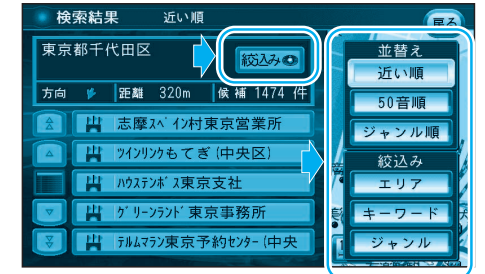 検索結果 近い順
戻る
東京都千代田区
絞込み
方向 距離 320m 候補 1474 件
志摩スペイン村東京営業所
ツインリンクもてぎ(中央区)
ハウステンボス東京支社
グリーンランド東京事務所
テルムマラン東京予約センター(中央
並替え
近い順
50音順
ジャンル順
絞込み
エリア
キーワード
ジャンル